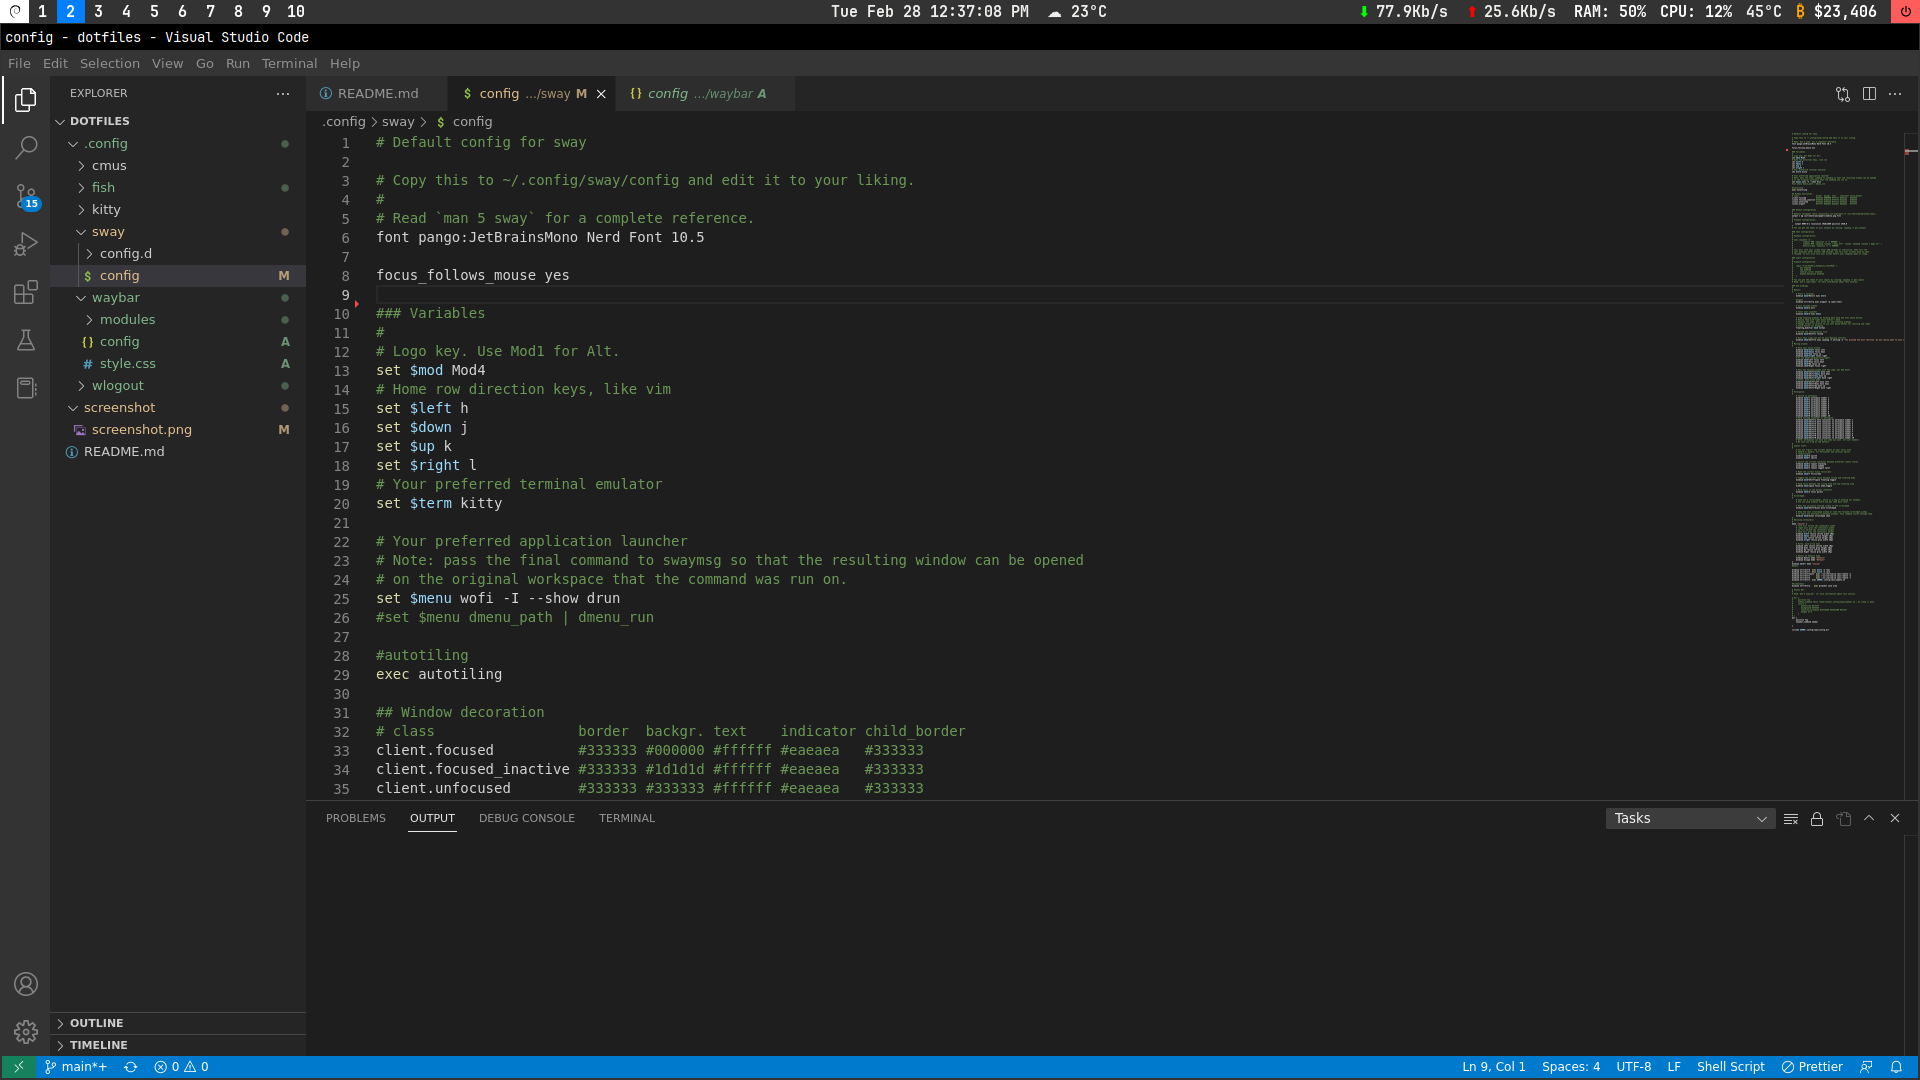 1 2 3 4 5 6 7 8 9 10
Tue Feb 28 12:37:08 PM ☁ 23°C
77.9Kb/s 25.6Kb/s RAM: 50% CPU: 12% 45°C $23,406
config - dotfiles - Visual Studio Code
File Edit Selection View Go Run Terminal Help
EXPLORER
DOTFILES
.config
cmus
fish
kitty
sway
config.d
$ config M
waybar
modules
{} config A
# style.css A
wlogout
screenshot
screenshot.png M
README.md
OUTLINE
TIMELINE
15
README.md
$ config .../sway M
{} config .../waybar A
.config > sway > $ config
1 # Default config for sway
2
3 # Copy this to ~/.config/sway/config and edit it to your liking.
4 #
5 # Read `man 5 sway` for a complete reference.
6 font pango:JetBrainsMono Nerd Font 10.5
7
8 focus_follows_mouse yes
9
10 ### Variables
11 #
12 # Logo key. Use Mod1 for Alt.
13 set $mod Mod4
14 # Home row direction keys, like vim
15 set $left h
16 set $down j
17 set $up k
18 set $right l
19 # Your preferred terminal emulator
20 set $term kitty
21
22 # Your preferred application launcher
23 # Note: pass the final command to swaymsg so that the resulting window can be opened
24 # on the original workspace that the command was run on.
25 set $menu wofi -I --show drun
26 #set $menu dmenu_path | dmenu_run
27
28 #autotiling
29 exec autotiling
30
31 ## Window decoration
32 # class border backgr. text indicator child_border
33 client.focused #333333 #000000 #ffffff #eaeaea #333333
34 client.focused_inactive #333333 #1d1d1d #ffffff #eaeaea #333333
35 client.unfocused #333333 #333333 #ffffff #eaeaea #333333
PROBLEMS OUTPUT DEBUG CONSOLE TERMINAL
Tasks
main*+ 0 0
Ln 9, Col 1 Spaces: 4 UTF-8 LF Shell Script Prettier